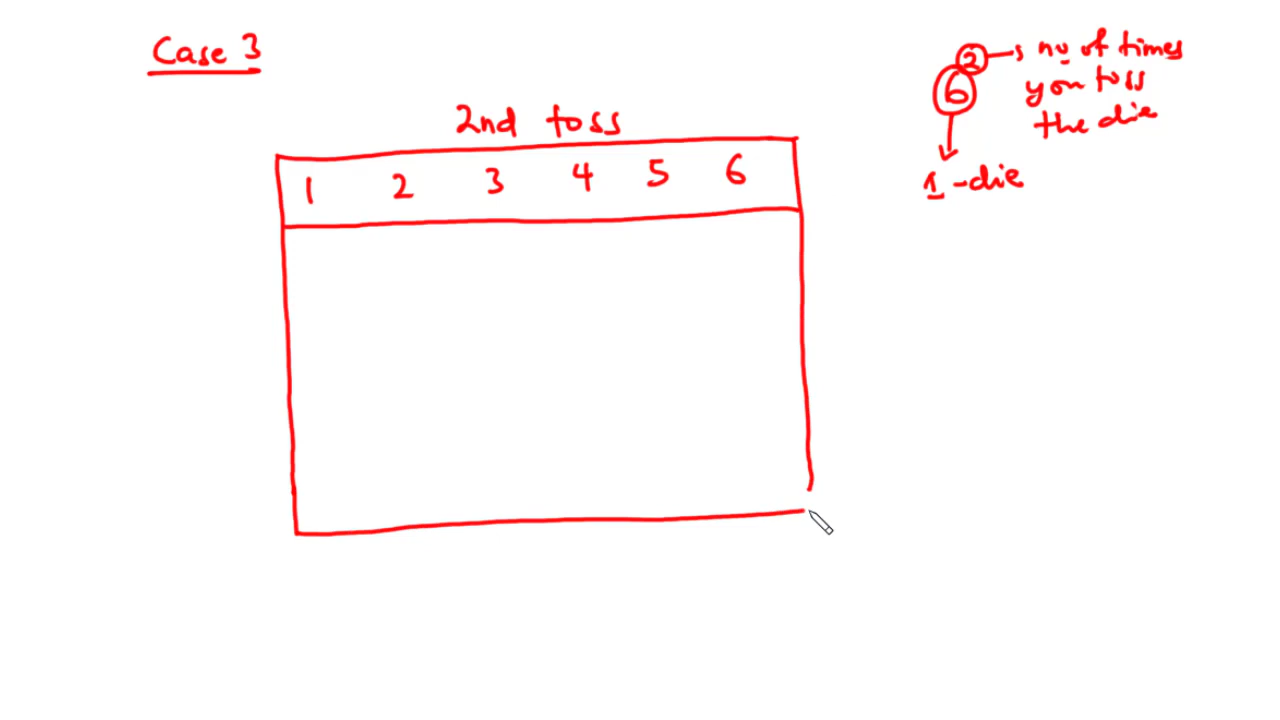 Case 3
2nd toss
1 2 3 4 5 6
2 → no of times
6 you toss
the die
1-die